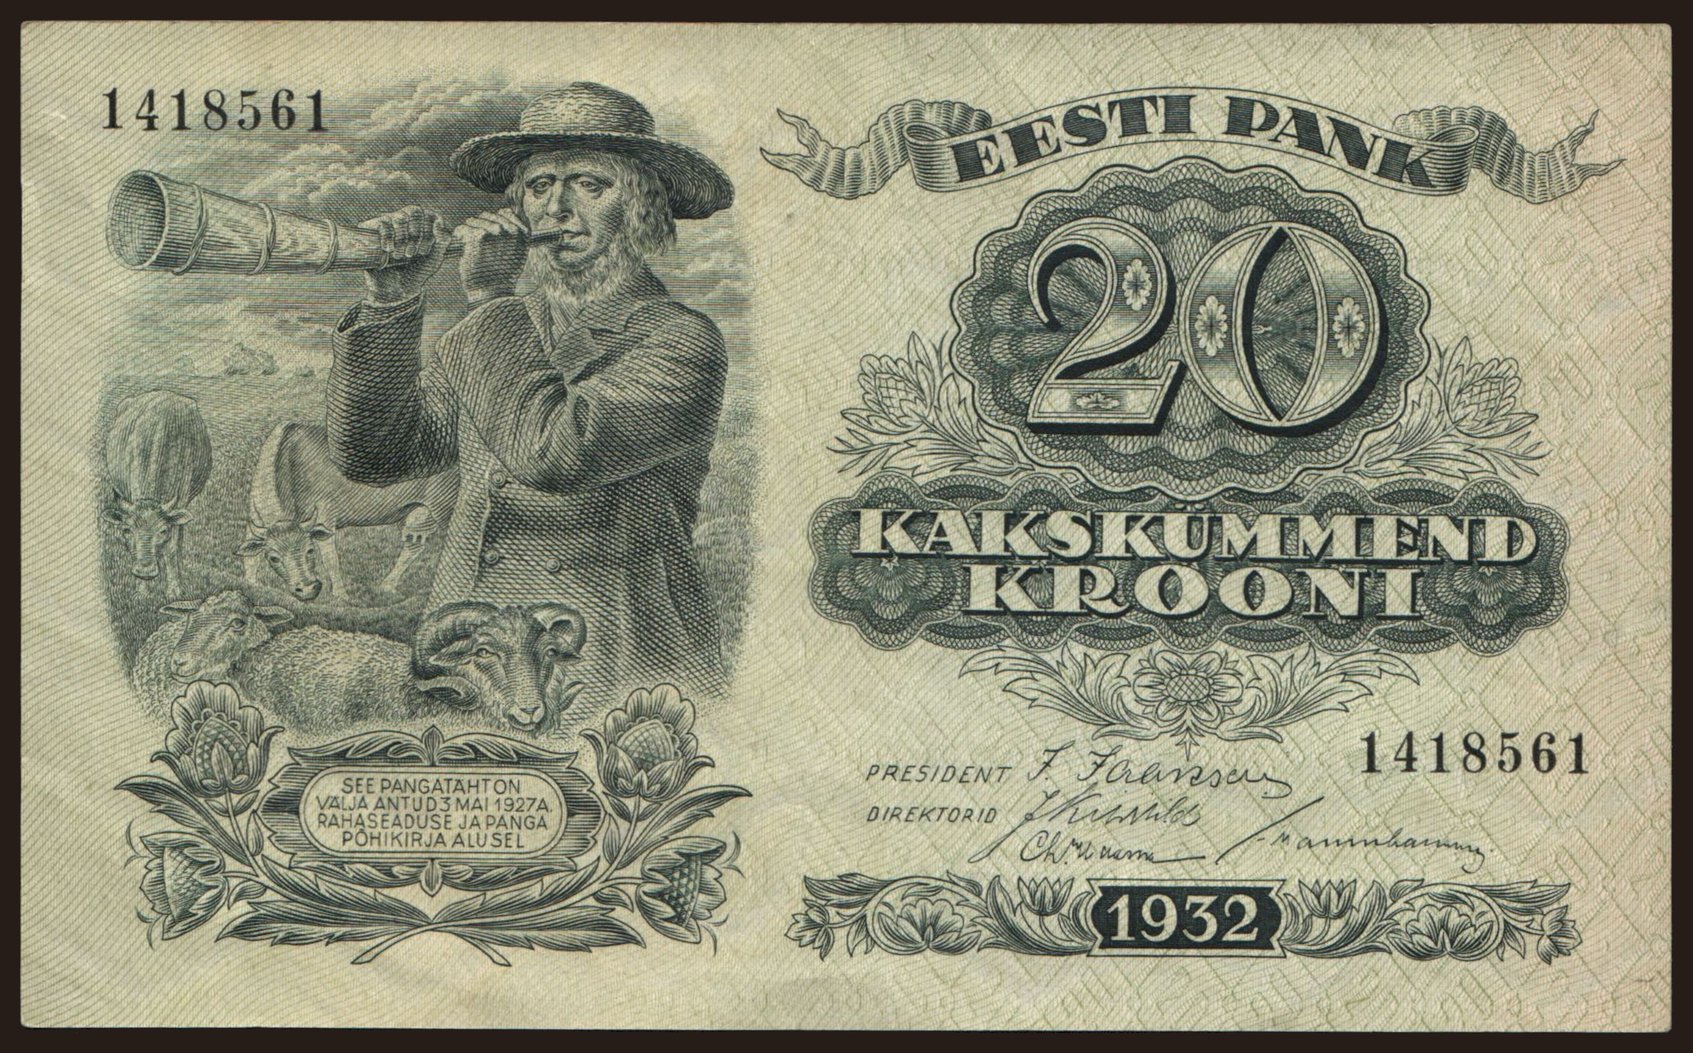 1418561
EESTI PANK
20
KAKSKÜMMEND
KROONI
1418561
PRESIDENT
DIREKTORID
SEE PANGATÄHT ON
VÄLJA ANTUD 3 MAI 1927 A.
RAHASEADUSE JA PANGA
PÕHIKIRJA ALUSEL
1932